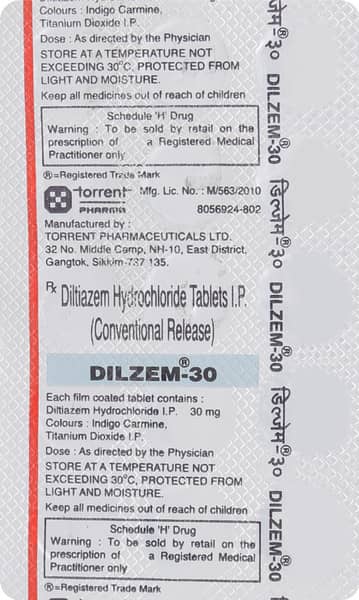 Colours : Indigo Carmine,
Titanium Dioxide I.P.
Dose : As directed by the Physician
STORE AT A TEMPERATURE NOT
EXCEEDING 30°C, PROTECTED FROM
LIGHT AND MOISTURE.
Keep all medicines out of reach of children
Schedule 'H' Drug
Warning : To be sold by retail on the
prescription of a Registered Medical
Practitioner only
®=Registered Trade Mark
torrent Mfg. Lic. No. : M/563/2010
PHARMA 8056924-802
Manufactured by :
TORRENT PHARMACEUTICALS LTD.
32 No. Middle Camp, NH-10, East District,
Gangtok, Sikkim-737 135.
Rx Diltiazem Hydrochloride Tablets I.P.
(Conventional Release)
DILZEM®-30
Each film coated tablet contains :
Diltiazem Hydrochloride I.P. 30 mg
Colours : Indigo Carmine,
Titanium Dioxide I.P.
Dose : As directed by the Physician
STORE AT A TEMPERATURE NOT
EXCEEDING 30°C, PROTECTED FROM
LIGHT AND MOISTURE.
Keep all medicines out of reach of children
Schedule 'H' Drug
Warning : To be sold by retail on the
prescription of a Registered Medical
Practitioner only
®=Registered Trade Mark
®-३०
DILZEM®-30
डिल्ज़ेम®-३०
DILZEM®-30
डिल्ज़ेम®-३०
DILZEM®-30